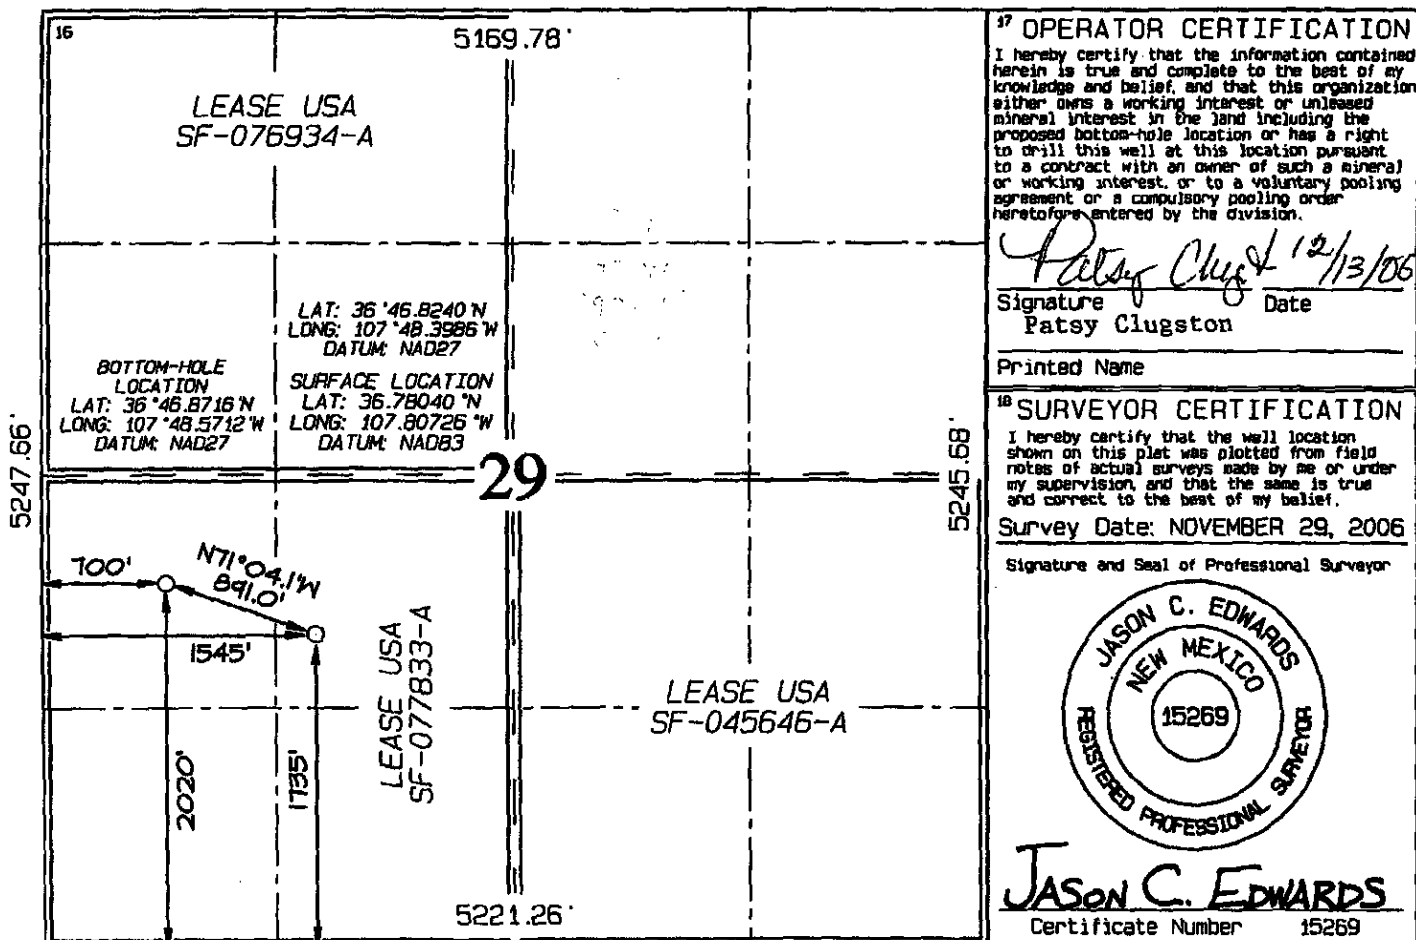 16
5169.78'
LEASE USA
SF-076934-A
LAT: 36°46.8240'N
LONG: 107°48.3986'W
DATUM: NAD27
BOTTOM-HOLE
LOCATION
LAT: 36°46.8716'N
LONG: 107°48.5712'W
DATUM: NAD27
SURFACE LOCATION
LAT: 36.78040°N
LONG: 107.80726°W
DATUM: NAD83
5247.66'
29
5245.68'
700'
N71°04.1'W
891.0'
1545'
LEASE USA
SF-077833-A
LEASE USA
SF-045646-A
2020'
1735'
5221.26'
17 OPERATOR CERTIFICATION
I hereby certify that the information contained
herein is true and complete to the best of my
knowledge and belief, and that this organization
either owns a working interest or unleased
mineral interest in the land including the
proposed bottom-hole location or has a right
to drill this well at this location pursuant
to a contract with an owner of such a mineral
or working interest, or to a voluntary pooling
agreement or a compulsory pooling order
heretofore entered by the division.
Patsy Clugst 12/13/06
Signature Date
Patsy Clugston
Printed Name
18 SURVEYOR CERTIFICATION
I hereby certify that the well location
shown on this plat was plotted from field
notes of actual surveys made by me or under
my supervision, and that the same is true
and correct to the best of my belief.
Survey Date: NOVEMBER 29, 2006
Signature and Seal of Professional Surveyor
JASON C. EDWARDS
NEW MEXICO
15269
REGISTERED PROFESSIONAL SURVEYOR
JASON C. EDWARDS
Certificate Number 15269